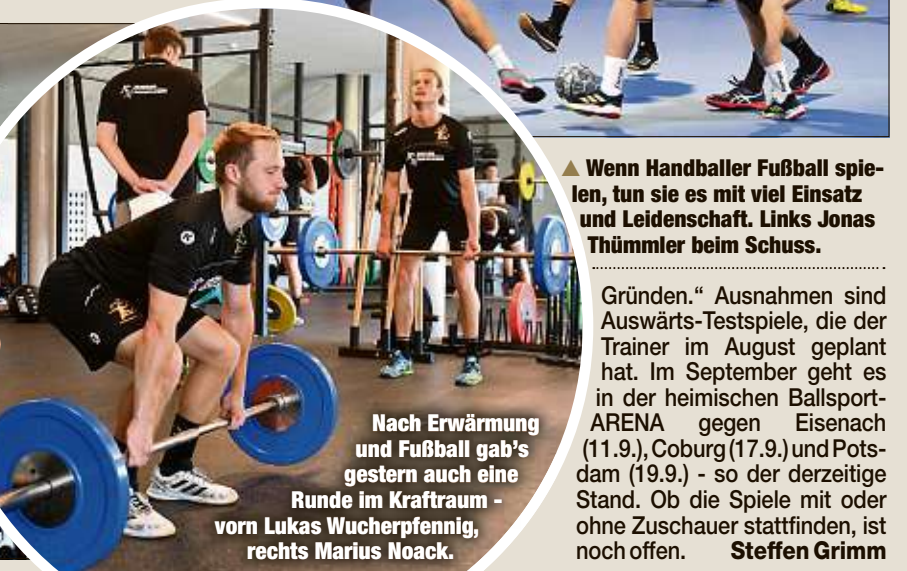 ▲ Wenn Handballer Fußball spie-
len, tun sie es mit viel Einsatz
und Leidenschaft. Links Jonas
Thümmler beim Schuss.
Gründen.“ Ausnahmen sind
Auswärts-Testspiele, die der
Trainer im August geplant
hat. Im September geht es
in der heimischen Ballsport-
ARENA gegen Eisenach
(11.9.), Coburg (17.9.) und Pots-
dam (19.9.) - so der derzeitige
Stand. Ob die Spiele mit oder
ohne Zuschauer stattfinden, ist
noch offen. Steffen Grimm
Nach Erwärmung
und Fußball gab’s
gestern auch eine
Runde im Kraftraum -
vorn Lukas Wucherpfennig,
rechts Marius Noack.